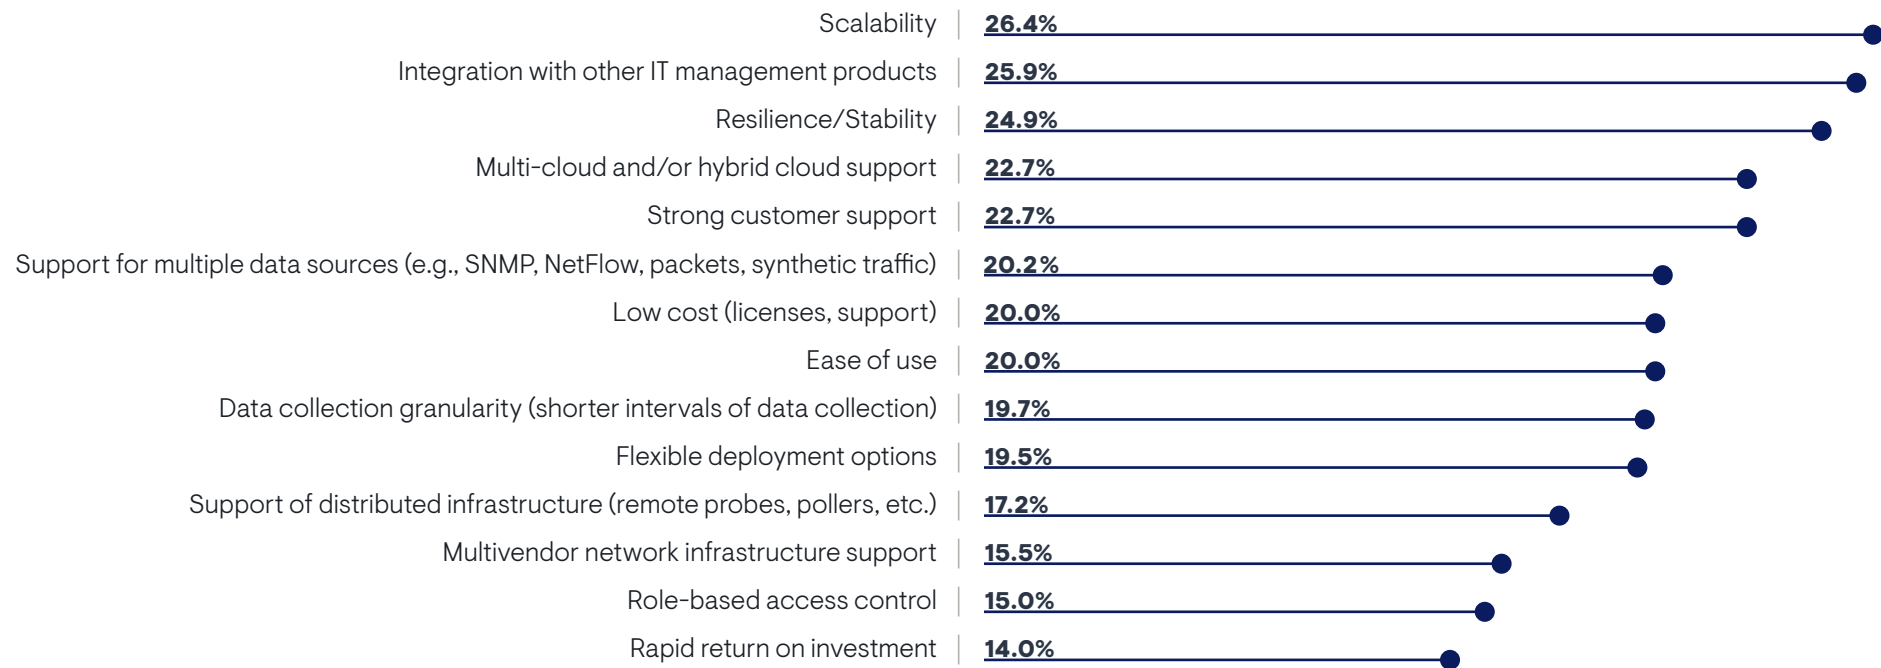 Scalability 26.4%
Integration with other IT management products 25.9%
Resilience/Stability 24.9%
Multi-cloud and/or hybrid cloud support 22.7%
Strong customer support 22.7%
Support for multiple data sources (e.g., SNMP, NetFlow, packets, synthetic traffic) 20.2%
Low cost (licenses, support) 20.0%
Ease of use 20.0%
Data collection granularity (shorter intervals of data collection) 19.7%
Flexible deployment options 19.5%
Support of distributed infrastructure (remote probes, pollers, etc.) 17.2%
Multivendor network infrastructure support 15.5%
Role-based access control 15.0%
Rapid return on investment 14.0%